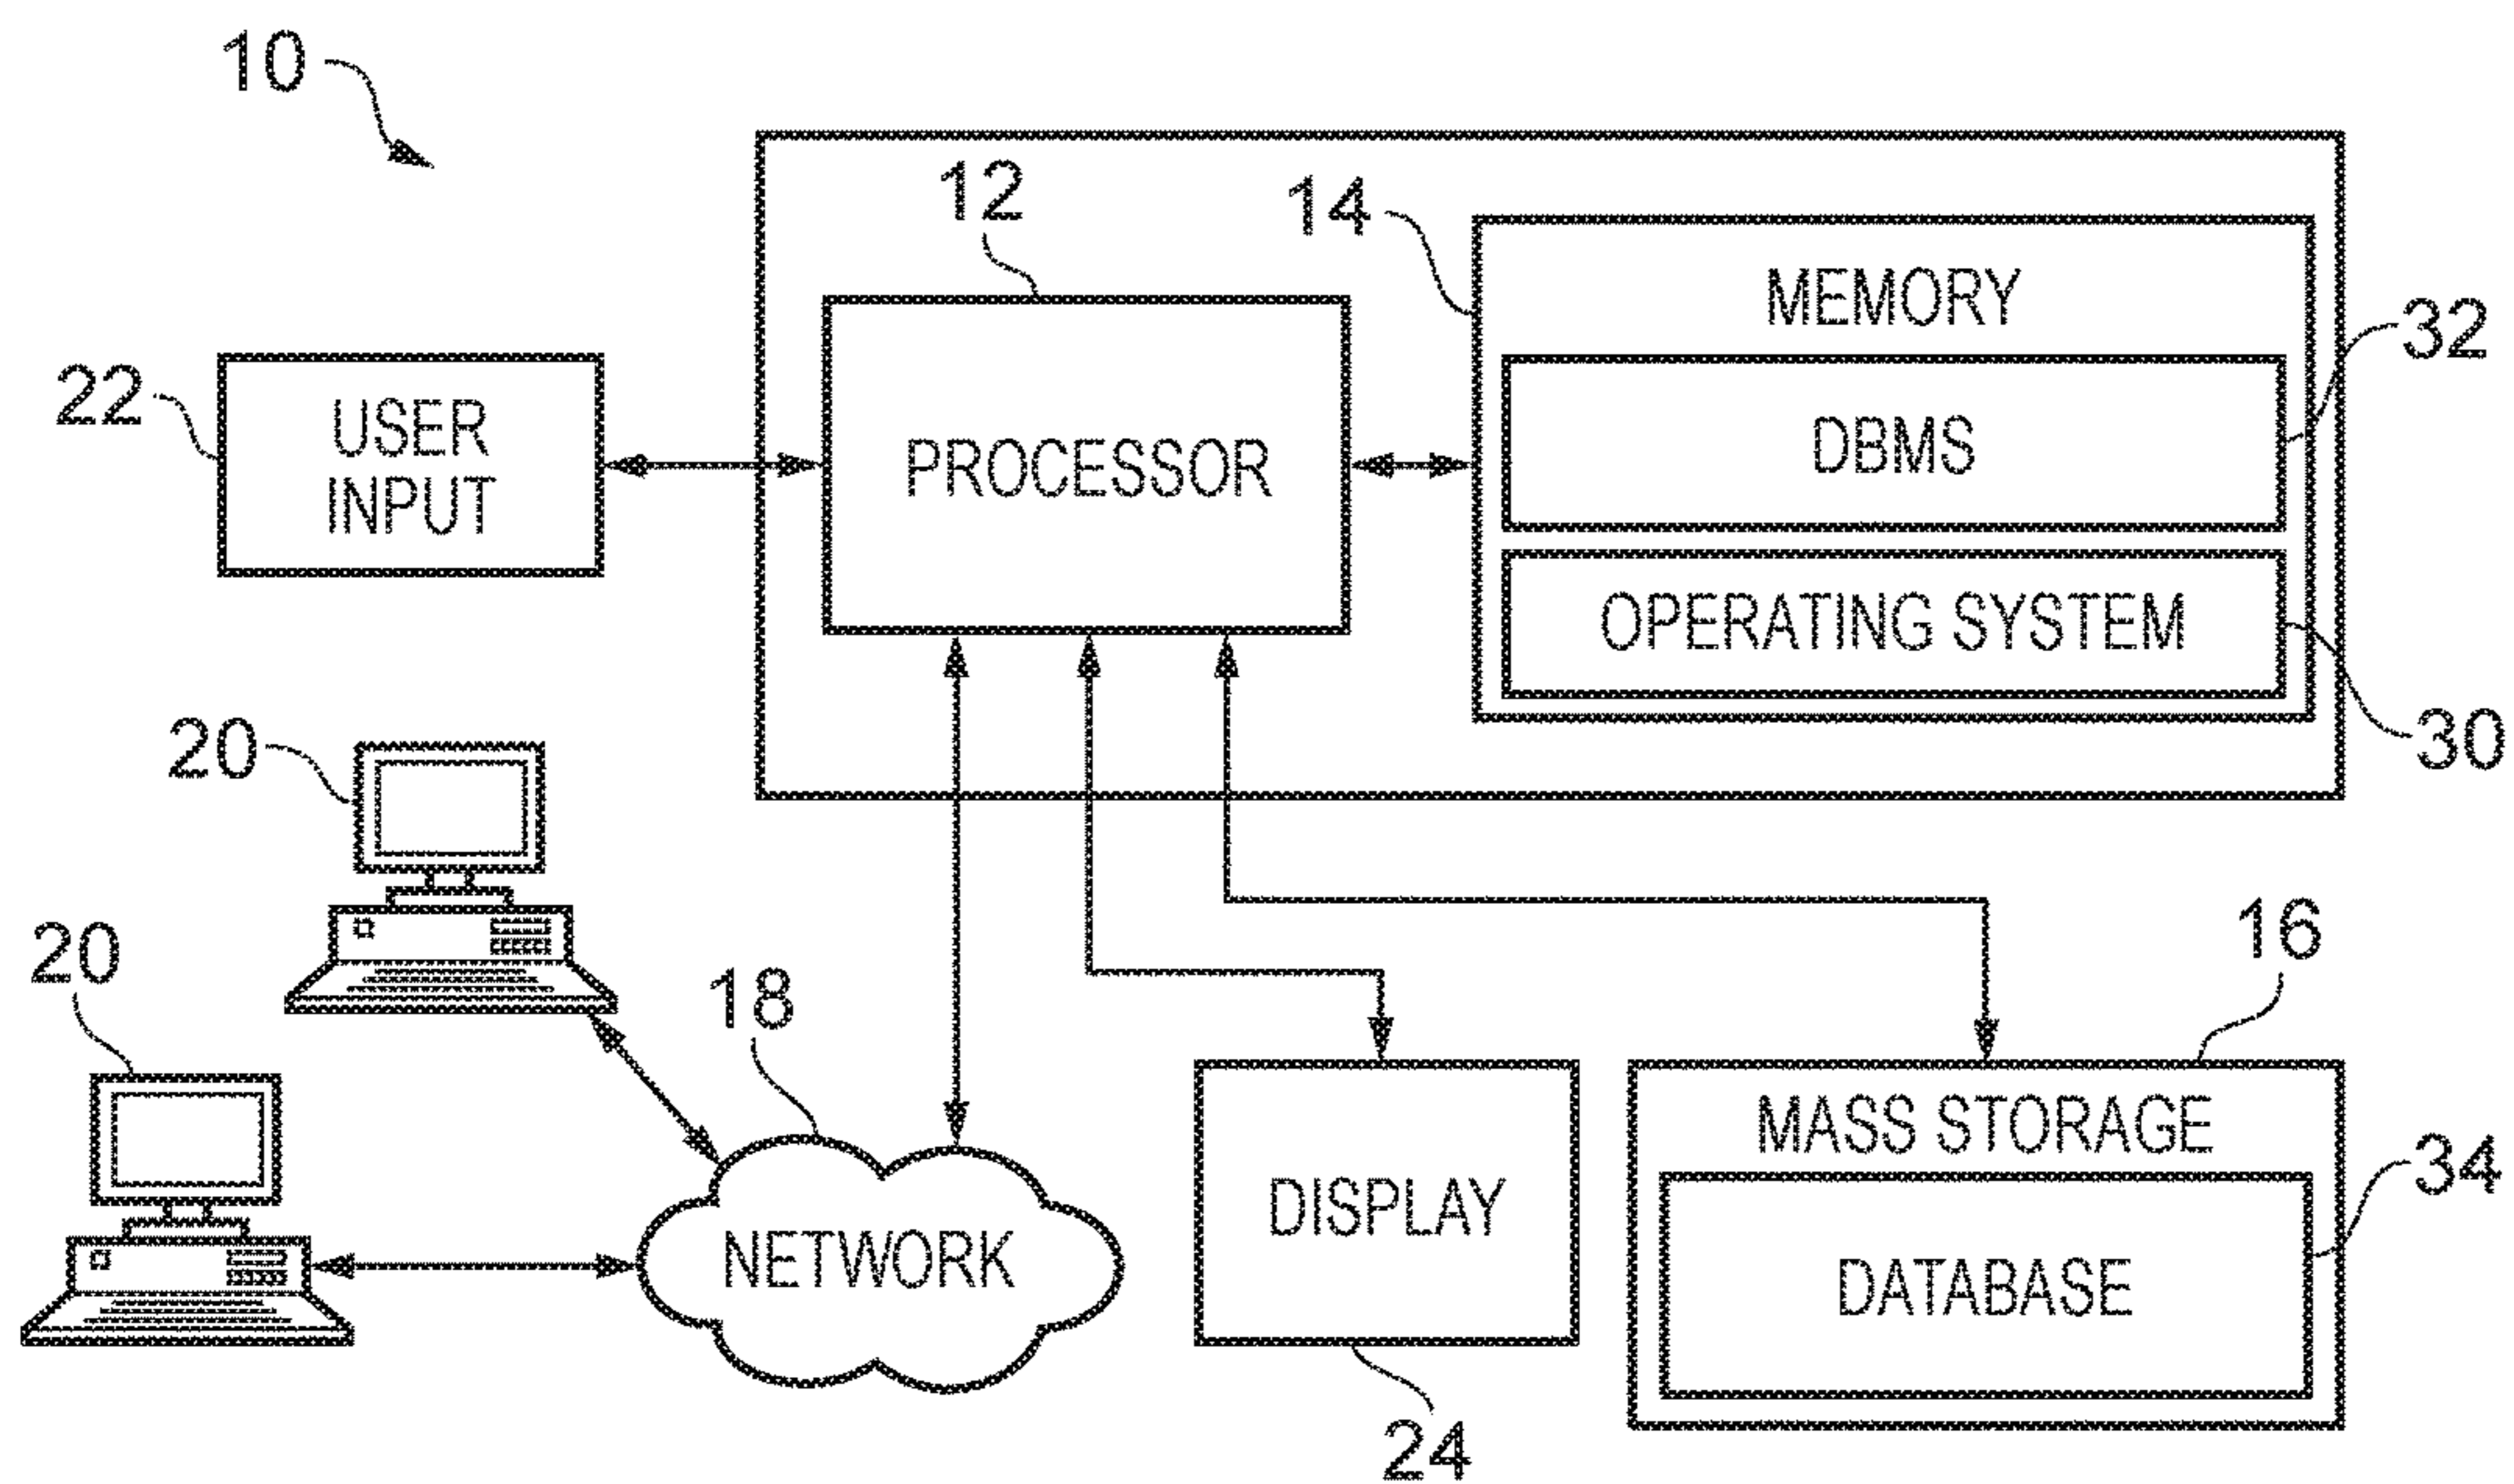 10
12
14
MEMORY
32
22
USER
INPUT
PROCESSOR
DBMS
OPERATING SYSTEM
30
20
20
18
16
NETWORK
DISPLAY
24
MASS STORAGE
34
DATABASE